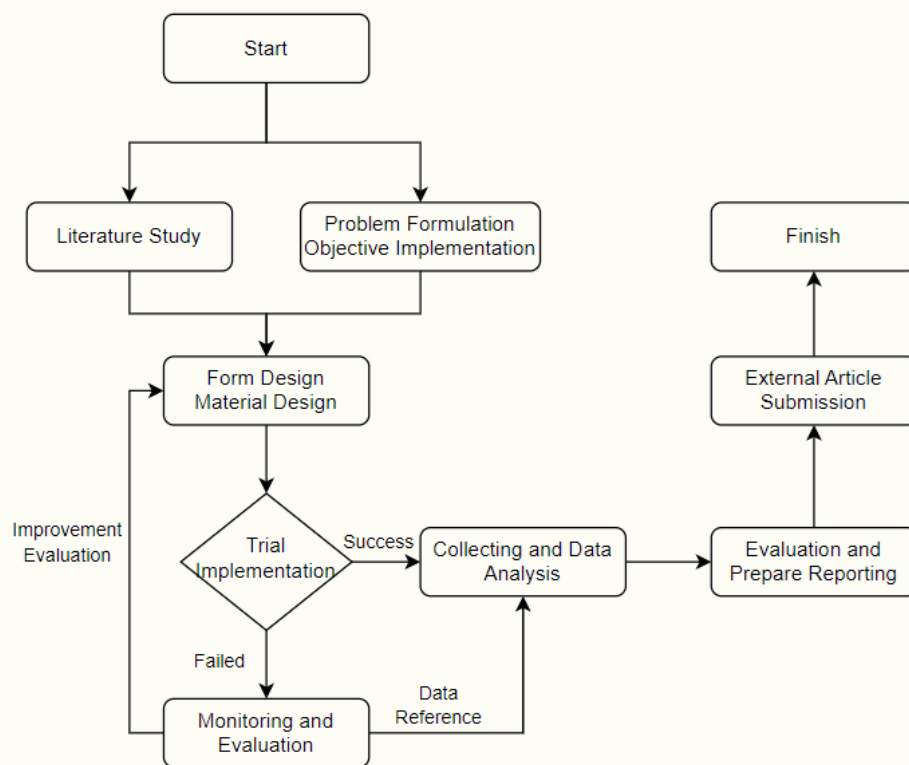 Start
Literature Study
Problem Formulation
Objective Implementation
Finish
Form Design
Material Design
External Article
Submission
Improvement
Evaluation
Trial
Implementation
Success
Collecting and Data
Analysis
Evaluation and
Prepare Reporting
Failed
Monitoring and
Evaluation
Data
Reference